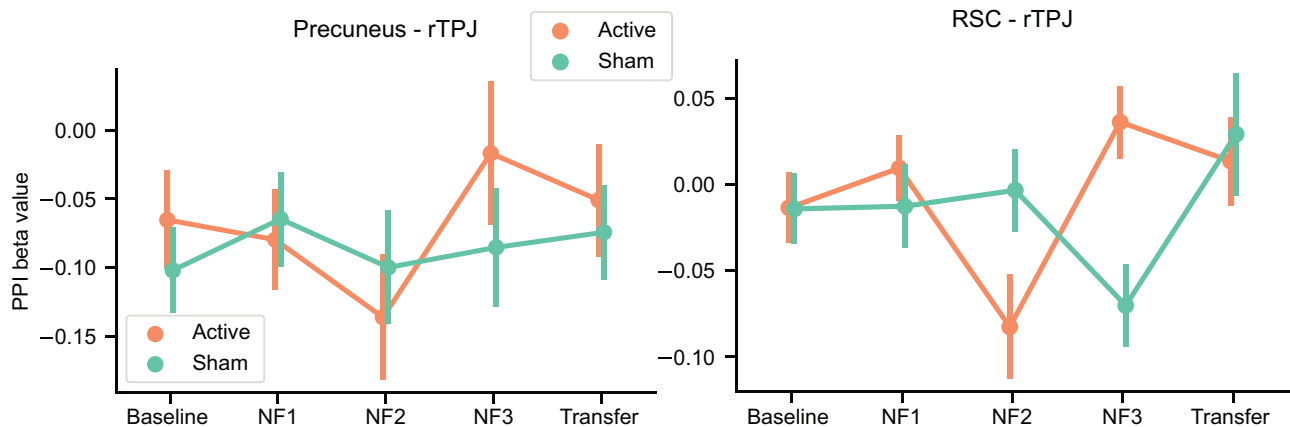 Precuneus - rTPJ
Active
Sham
RSC - rTPJ
PPI beta value
0.00
−0.05
−0.10
−0.15
Active
Sham
Baseline NF1 NF2 NF3 Transfer
0.05
0.00
−0.05
−0.10
Baseline NF1 NF2 NF3 Transfer